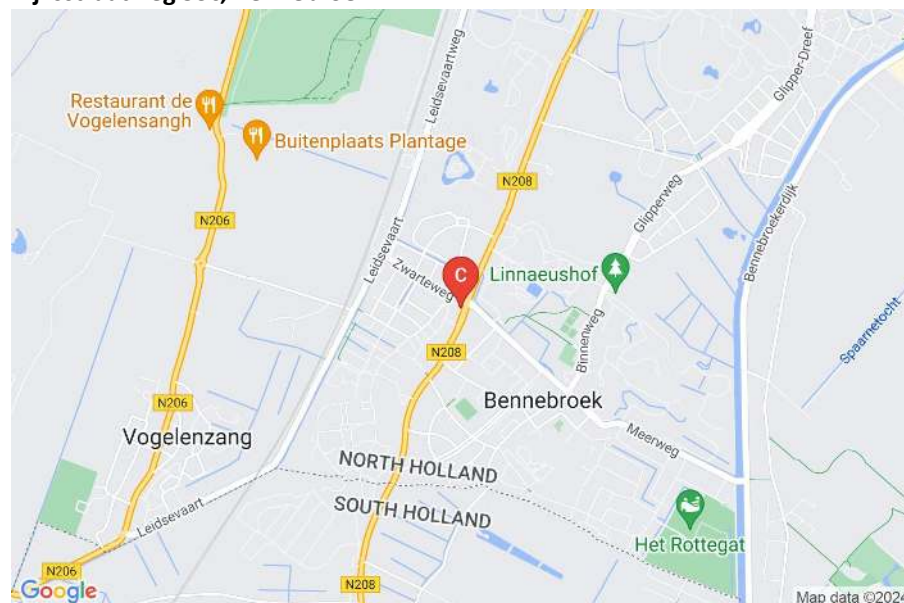 Restaurant de
Vogelensangh
Buitenplaats Plantage
Leidsevaartweg
Glipper-Dreef
N208
N206
Glipperweg
Bennebroekerdijk
Leidsevaart
Zwarteweg
C
Linnaeushof
Binnenweg
Spaarnetocht
N208
N206
Bennebroek
Vogelenzang
Meerweg
NORTH HOLLAND
SOUTH HOLLAND
Leidsevaart
Het Rottegat
N206
N208
Google
Map data ©2024